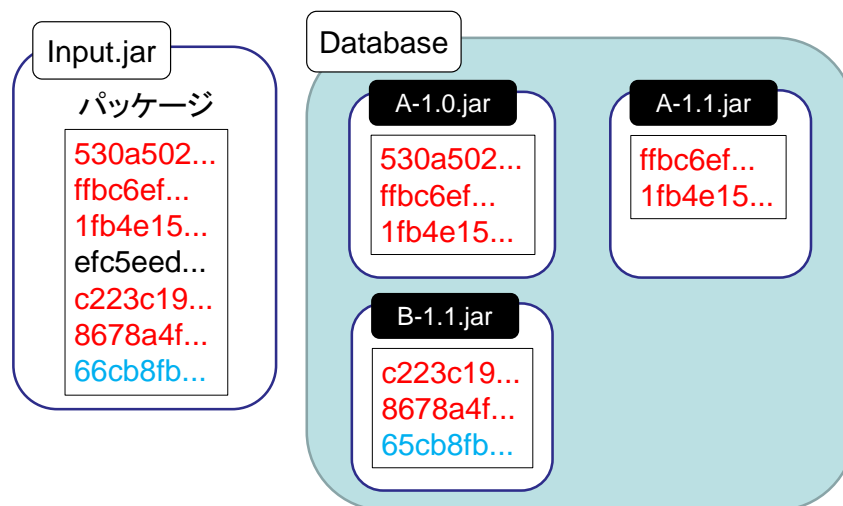 Input.jar
パッケージ
530a502...
ffbc6ef...
1fb4e15...
efc5eed...
c223c19...
8678a4f...
66cb8fb...
Database
A-1.0.jar
530a502...
ffbc6ef...
1fb4e15...
A-1.1.jar
ffbc6ef...
1fb4e15...
B-1.1.jar
c223c19...
8678a4f...
65cb8fb...